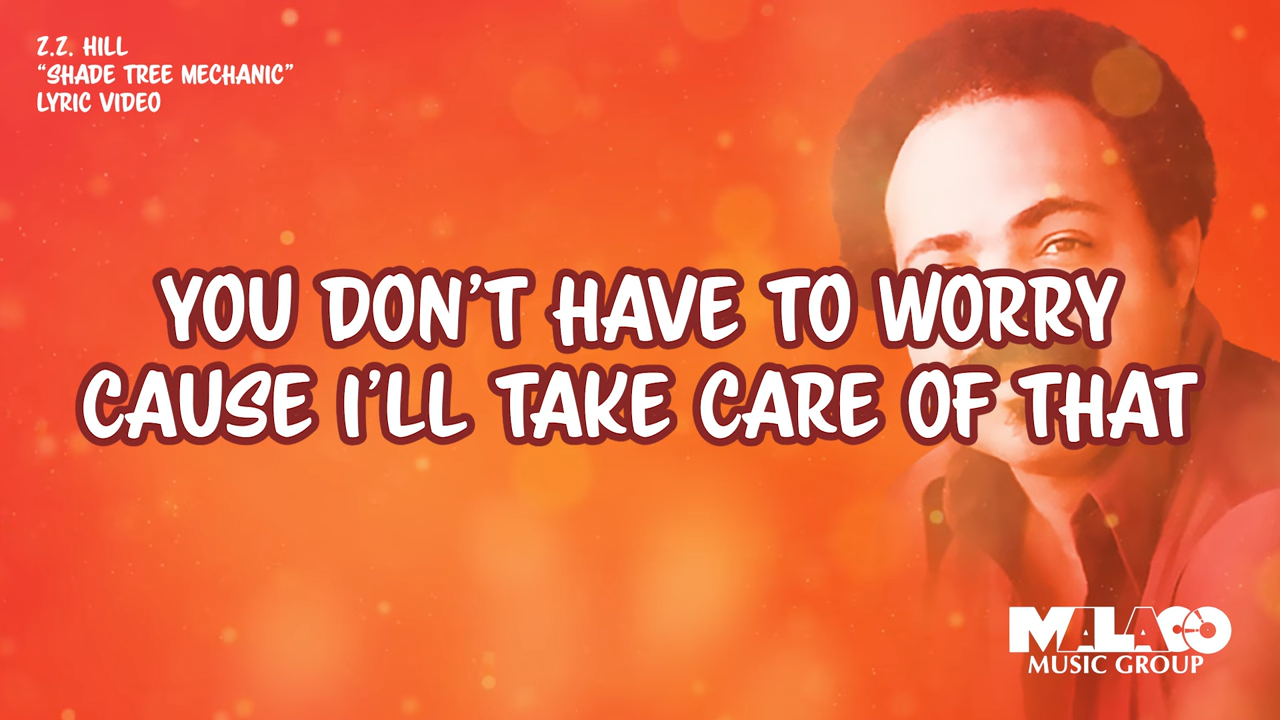 Z.Z. HILL
“SHADE TREE MECHANIC”
LYRIC VIDEO
YOU DON’T HAVE TO WORRY
CAUSE I’LL TAKE CARE OF THAT
MALACO
MUSIC GROUP